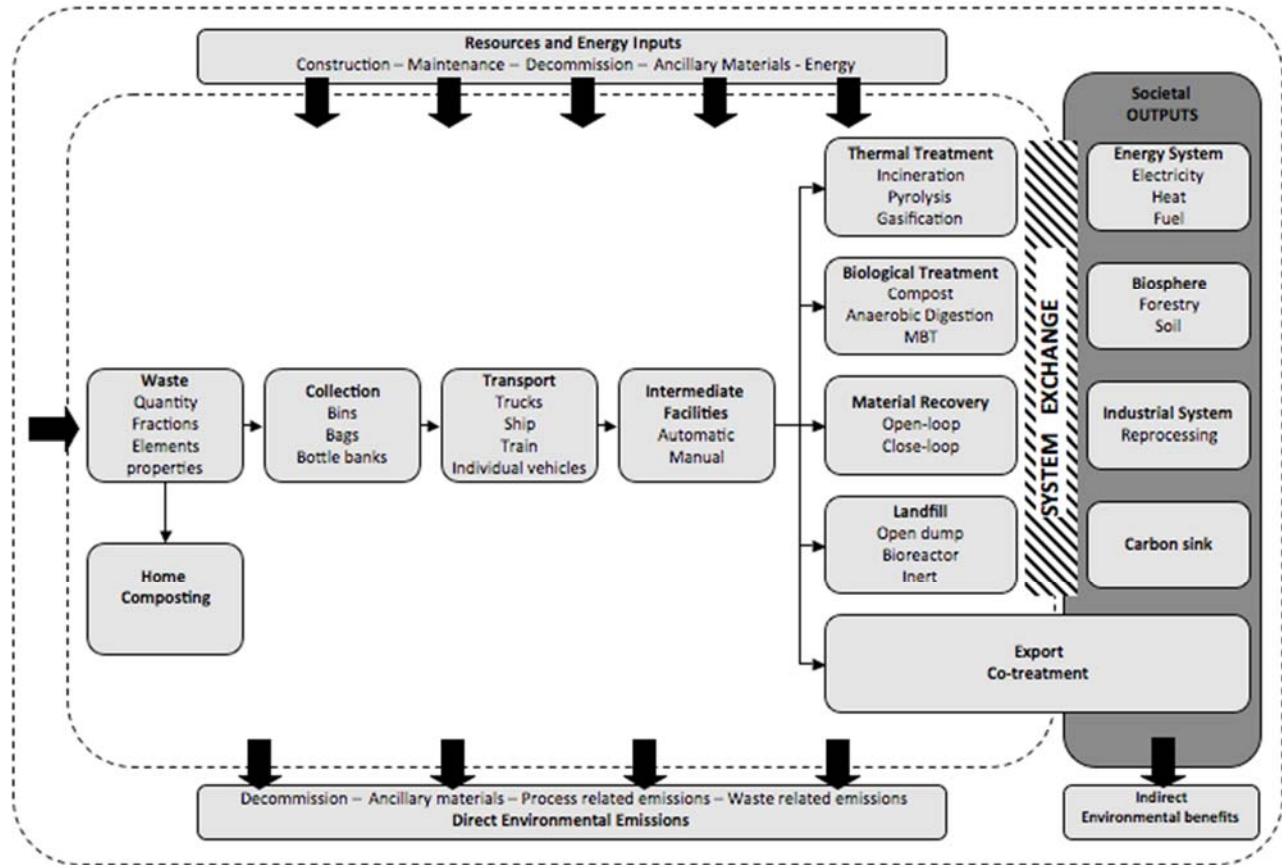 Resources and Energy Inputs
Construction – Maintenance – Decommission – Ancillary Materials - Energy
Societal
OUTPUTS
Thermal Treatment
Incineration
Pyrolysis
Gasification
Energy System
Electricity
Heat
Fuel
Biological Treatment
Compost
Anaerobic Digestion
MBT
Biosphere
Forestry
Soil
SYSTEM EXCHANGE
Waste
Quantity
Fractions
Elements
properties
Collection
Bins
Bags
Bottle banks
Transport
Trucks
Ship
Train
Individual vehicles
Intermediate
Facilities
Automatic
Manual
Material Recovery
Open-loop
Close-loop
Industrial System
Reprocessing
Landfill
Open dump
Bioreactor
Inert
Carbon sink
Home
Composting
Export
Co-treatment
Decommission – Ancillary materials – Process related emissions – Waste related emissions
Direct Environmental Emissions
Indirect
Environmental benefits